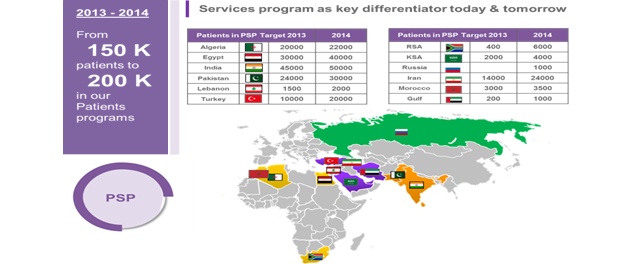 2013 - 2014
From
150 K
patients to
200 K
in our
Patients
programs
PSP
Services program as key differentiator today & tomorrow
Patients in PSP Target 2013 2014
Algeria 20000 22000
Egypt 30000 40000
India 45000 50000
Pakistan 24000 30000
Lebanon 1500 2000
Turkey 10000 20000
Patients in PSP Target 2013 2014
RSA 400 6000
KSA 2000 4000
Russia 1000
Iran 14000 24000
Morocco 3000 3500
Gulf 200 1000